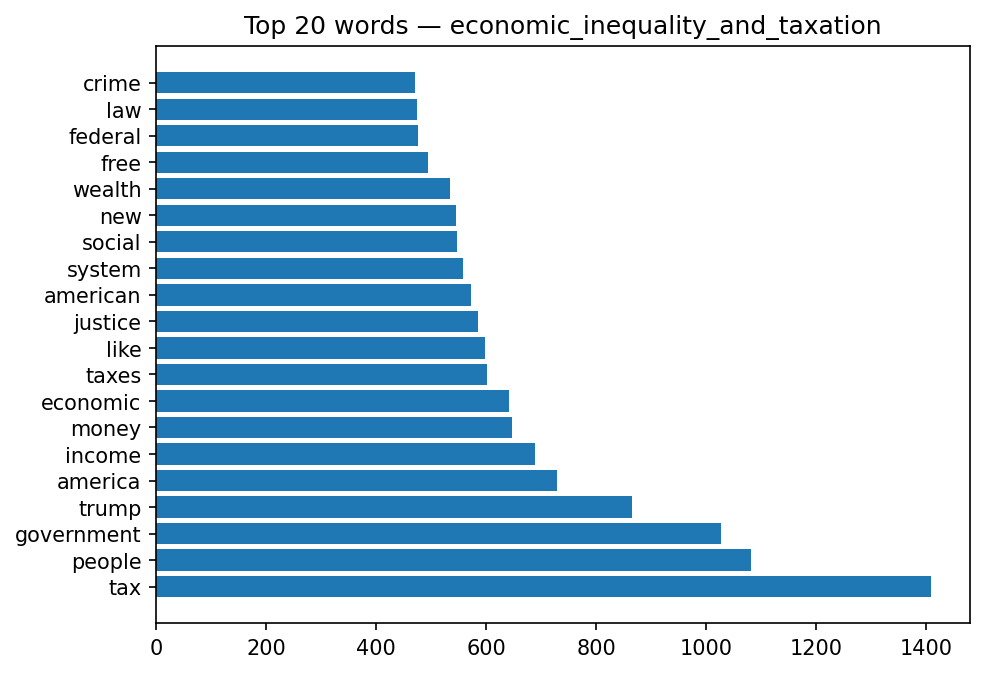 Top 20 words — economic_inequality_and_taxation
crime
law
federal
free
wealth
new
social
system
american
justice
like
taxes
economic
money
income
america
trump
government
people
tax
0 200 400 600 800 1000 1200 1400